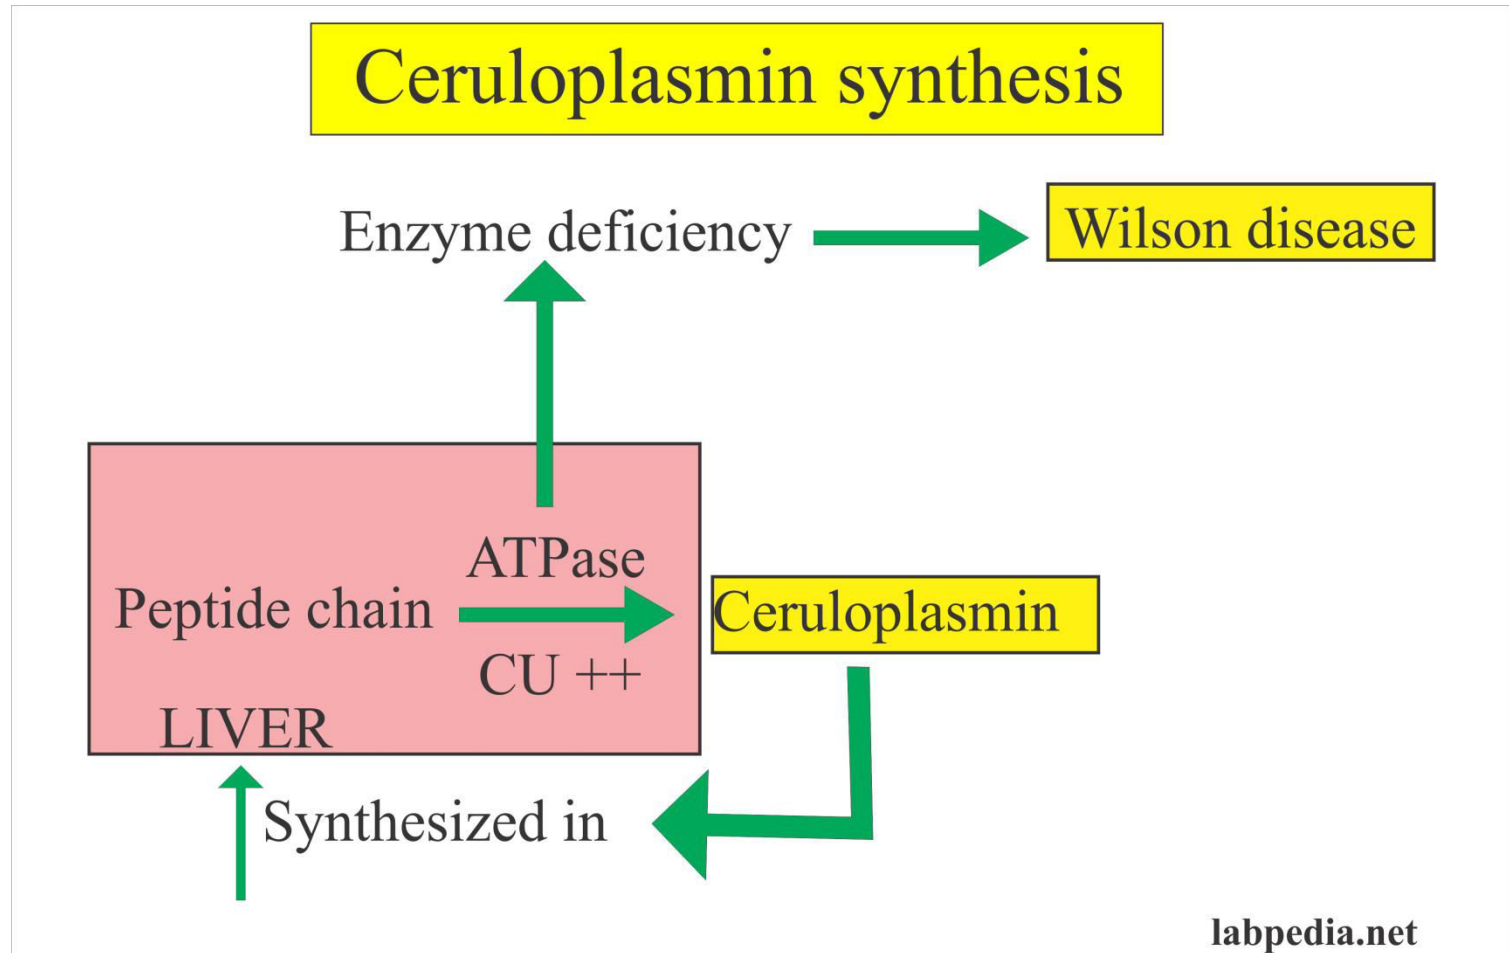 Ceruloplasmin synthesis
Enzyme deficiency
Wilson disease
ATPase
Peptide chain
Ceruloplasmin
CU ++
LIVER
Synthesized in
labpedia.net